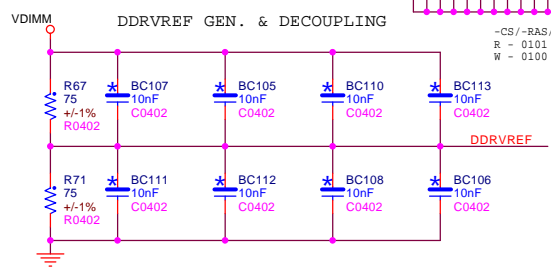 VDIMM
DDRVREF GEN. & DECOUPLING
-CS/-RAS/
R - 0101
W - 0100
R67
75
+/-1%
R0402
*
BC107
10nF
C0402
*
BC105
10nF
C0402
*
BC110
10nF
C0402
*
BC113
10nF
C0402
DDRVREF
R71
75
+/-1%
R0402
*
BC111
10nF
C0402
*
BC112
10nF
C0402
*
BC108
10nF
C0402
*
BC106
10nF
C0402